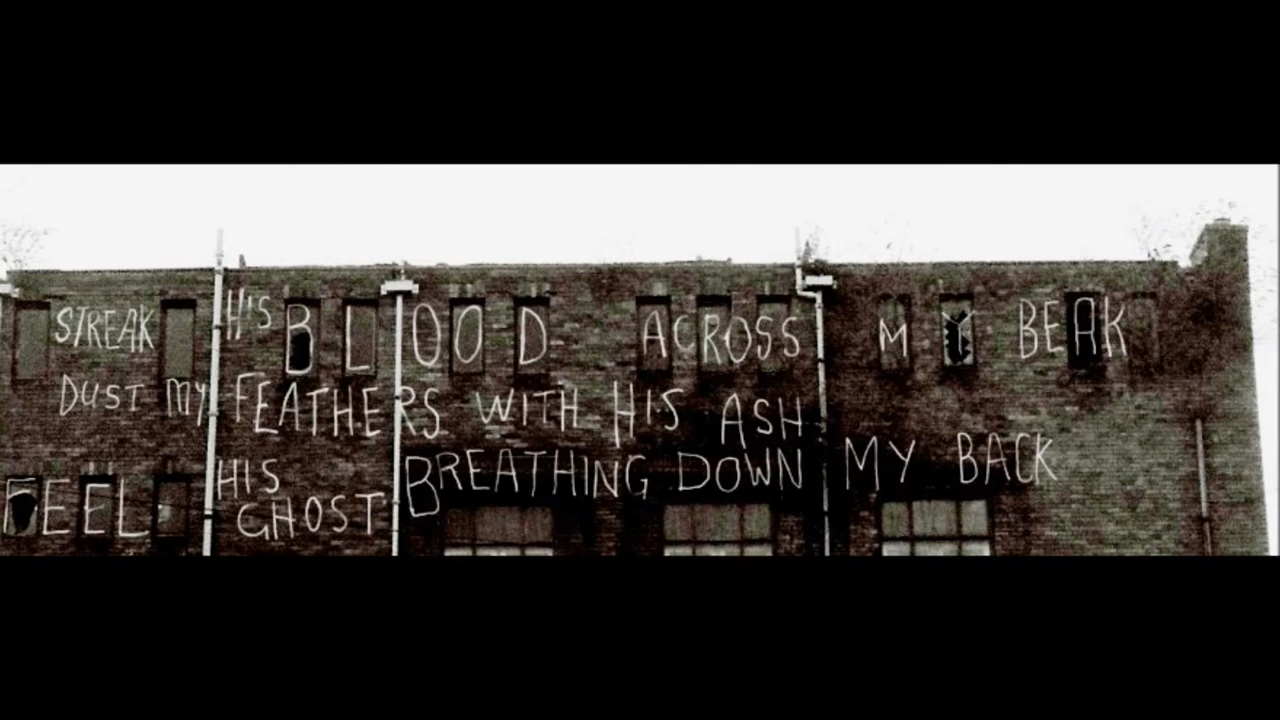 STREAK HIS BLOOD ACROSS MY BEAK
DUST MY FEATHERS WITH HIS ASH
FEEL HIS GHOST BREATHING DOWN MY BACK